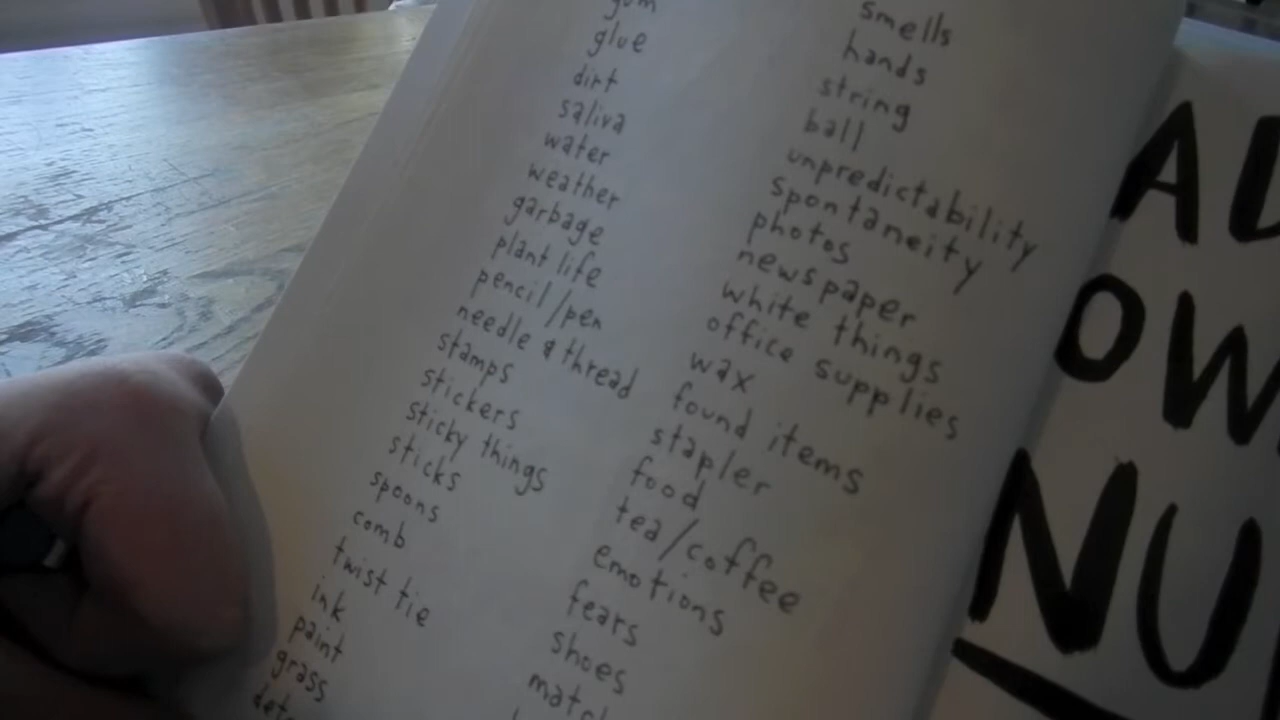 gum
glue
dirt
saliva
water
weather
garbage
plant life
pencil/pen
needle & thread
stamps
stickers
sticky things
sticks
spoons
comb
twist tie
ink
paint
grass
smells
hands
string
ball
unpredictability
spontaneity
photos
newspaper
white things
office supplies
wax
found items
stapler
food
tea/coffee
emotions
fears
shoes
NU